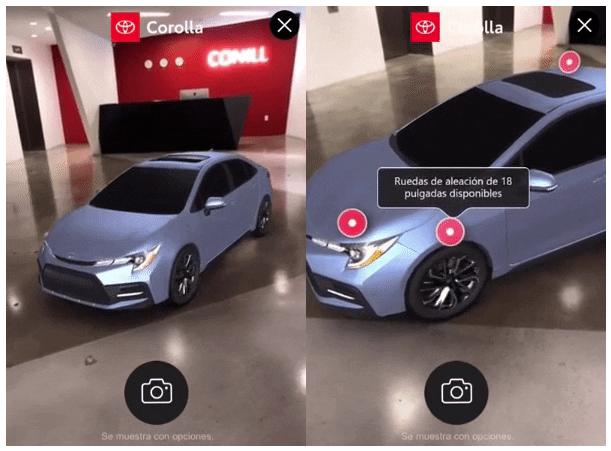 Corolla
CONILL
Se muestra con opciones.
Corolla
Ruedas de aleación de 18
pulgadas disponibles
Se muestra con opciones.